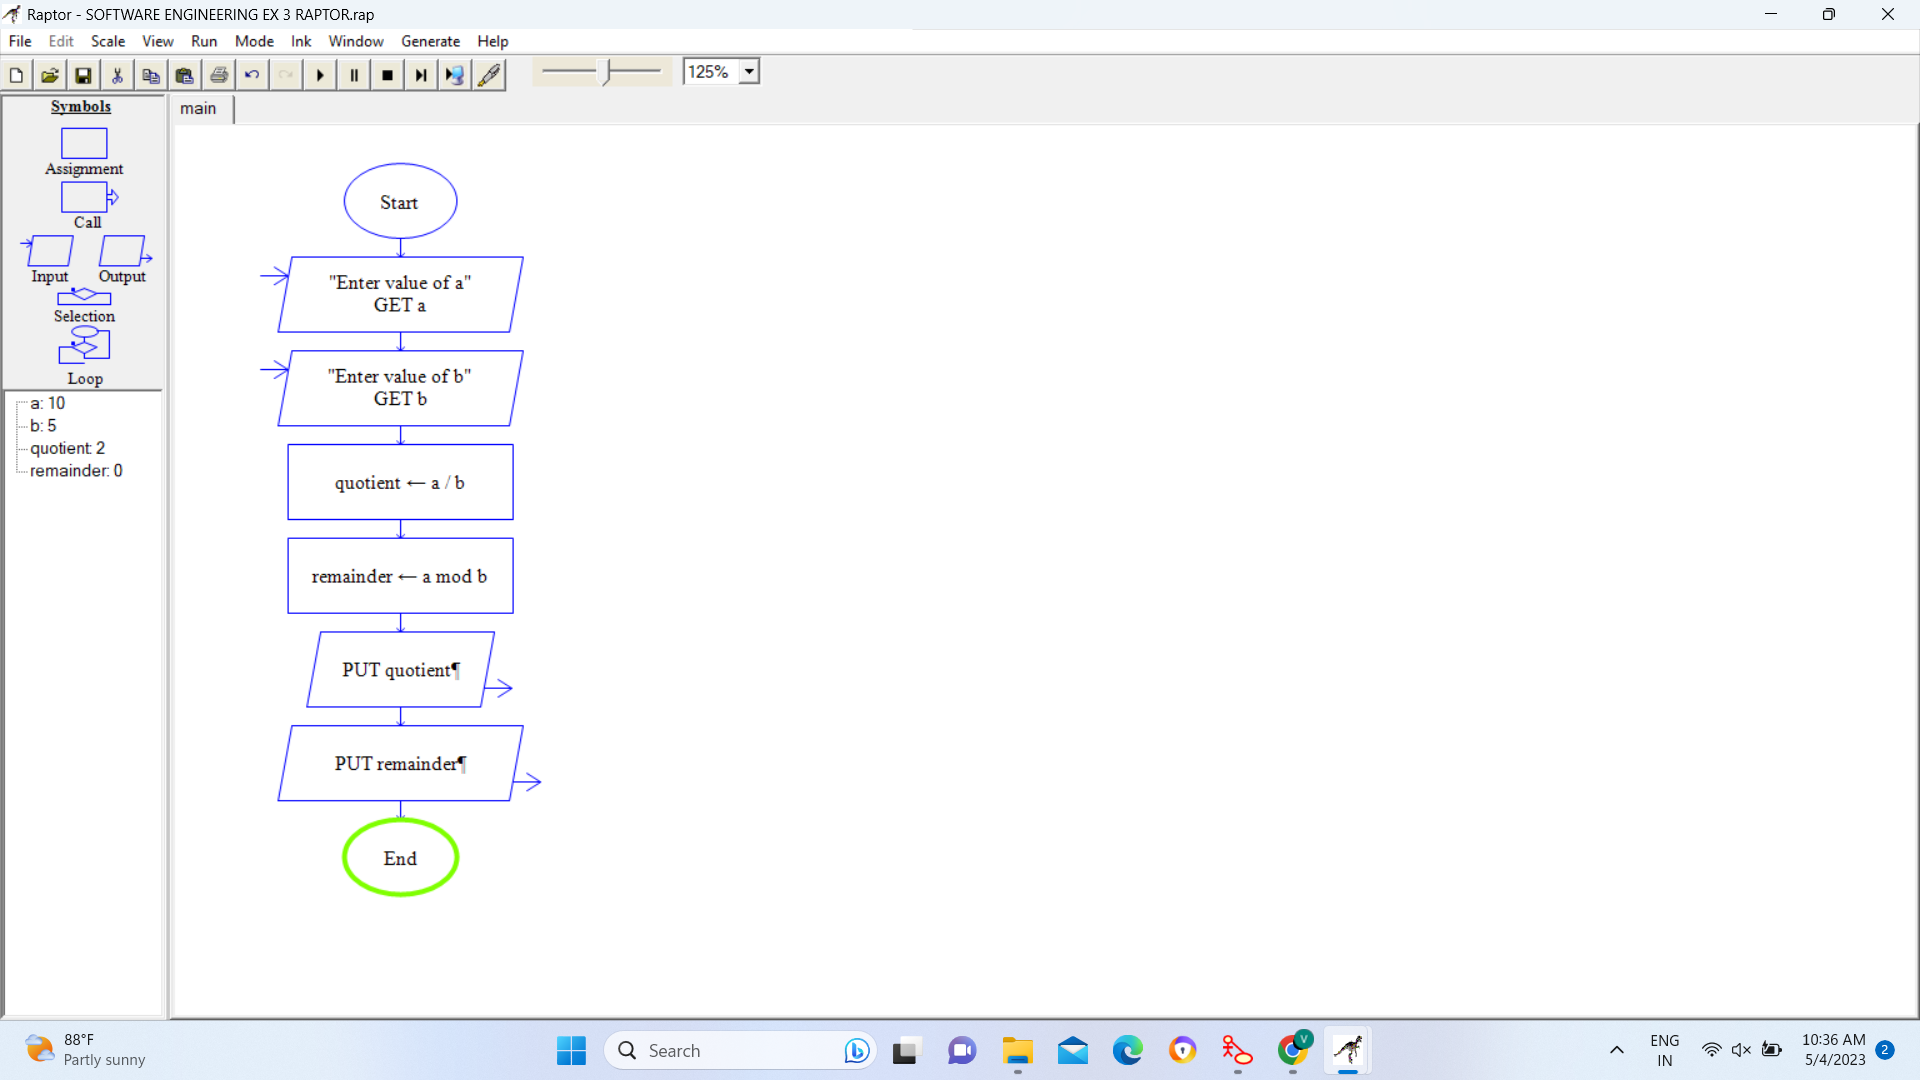 Raptor - SOFTWARE ENGINEERING EX 3 RAPTOR.rap
File Edit Scale View Run Mode Ink Window Generate Help
125%
Symbols
Assignment
Call
Input Output
Selection
Loop
a: 10
b: 5
quotient: 2
remainder: 0
main
Start
"Enter value of a"
GET a
"Enter value of b"
GET b
quotient ← a / b
remainder ← a mod b
PUT quotient¶
PUT remainder¶
End
88°F
Partly sunny
Search
V
ENG
IN
10:36 AM
5/4/2023
2